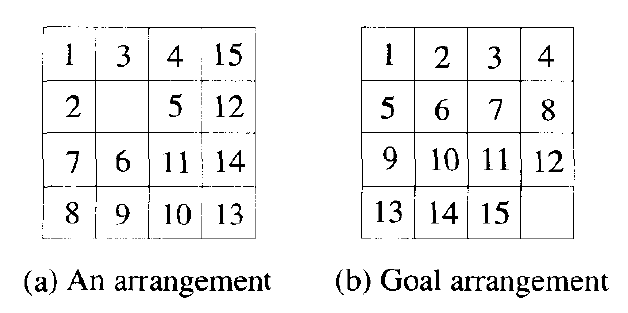 1 3 4 15
2 5 12
7 6 11 14
8 9 10 13
(a) An arrangement
1 2 3 4
5 6 7 8
9 10 11 12
13 14 15
(b) Goal arrangement